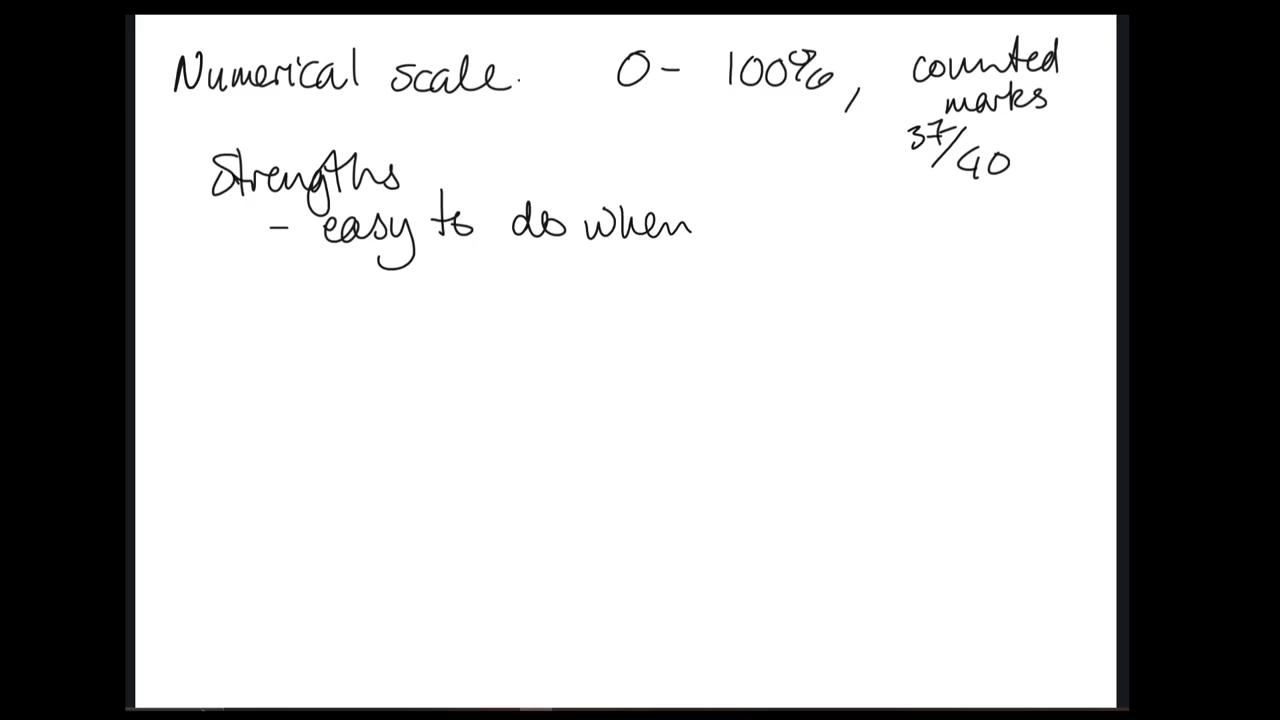 Numerical scale. 0 - 100%, counted
marks
37/40
Strengths
- easy to do when